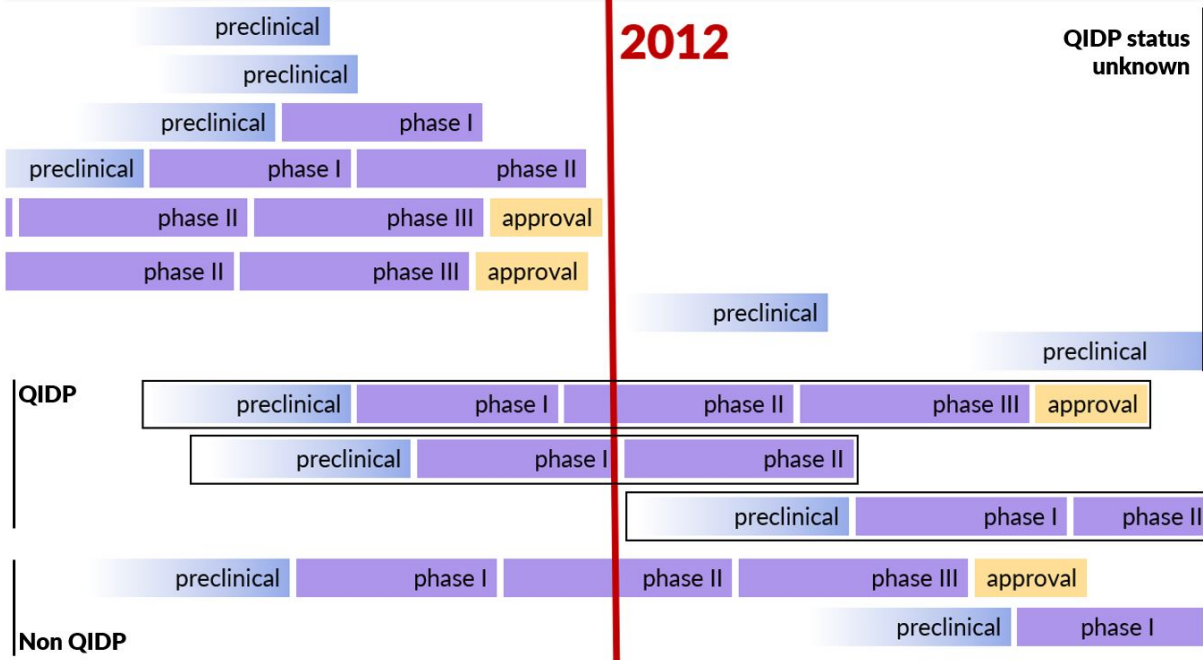 preclinical
2012
QIDP status
unknown
preclinical
preclinical phase I
preclinical phase I phase II
phase II phase III approval
phase II phase III approval
preclinical
preclinical
QIDP
preclinical phase I phase II phase III approval
preclinical phase I phase II
preclinical phase I phase II
preclinical phase I phase II phase III approval
preclinical phase I
Non QIDP